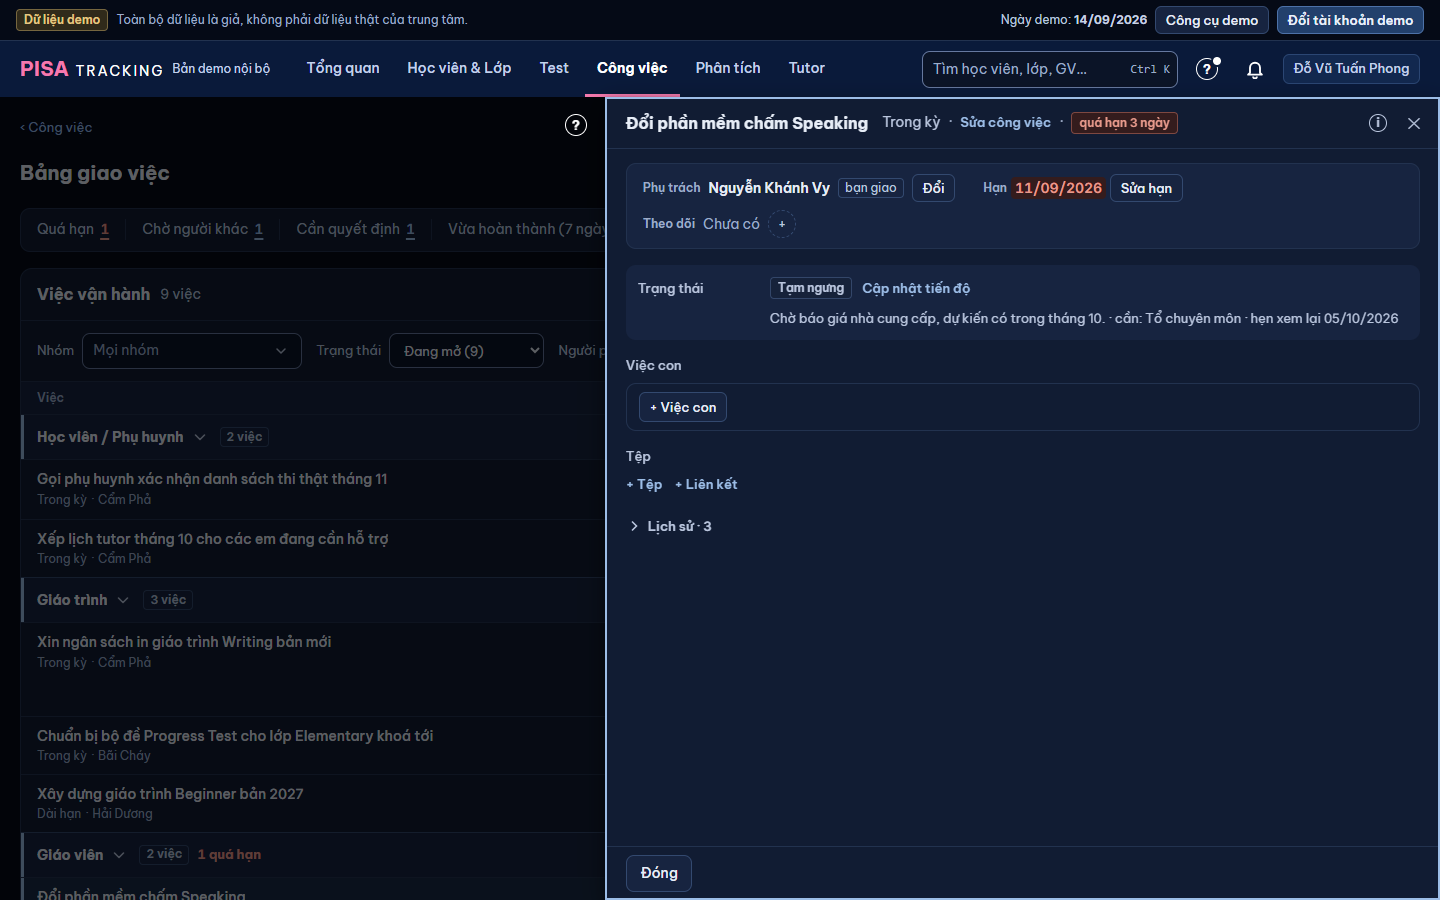 Dữ liệu demo Toàn bộ dữ liệu là giả, không phải dữ liệu thật của trung tâm. Ngày demo: 14/09/2026 Công cụ demo Đổi tài khoản demo
PISA TRACKING Bản demo nội bộ Tổng quan Học viên & Lớp Test Công việc Phân tích Tutor Tìm học viên, lớp, GV... Ctrl K ? Đỗ Vũ Tuấn Phong
‹ Công việc ?
Bảng giao việc
Quá hạn 1 Chờ người khác 1 Cần quyết định 1 Vừa hoàn thành (7 ngày
Việc vận hành 9 việc
Nhóm Mọi nhóm Trạng thái Đang mở (9) Người p
Việc
Học viên / Phụ huynh 2 việc
Gọi phụ huynh xác nhận danh sách thi thật tháng 11
Trong kỳ · Cẩm Phả
Xếp lịch tutor tháng 10 cho các em đang cần hỗ trợ
Trong kỳ · Cẩm Phả
Giáo trình 3 việc
Xin ngân sách in giáo trình Writing bản mới
Trong kỳ · Cẩm Phả
Chuẩn bị bộ đề Progress Test cho lớp Elementary khoá tới
Trong kỳ · Bãi Cháy
Xây dựng giáo trình Beginner bản 2027
Dài hạn · Hải Dương
Giáo viên 2 việc 1 quá hạn
Đổi phần mềm chấm Speaking
Đổi phần mềm chấm Speaking Trong kỳ · Sửa công việc · quá hạn 3 ngày
Phụ trách Nguyễn Khánh Vy bạn giao Đổi Hạn 11/09/2026 Sửa hạn
Theo dõi Chưa có +
Trạng thái Tạm ngưng Cập nhật tiến độ
Chờ báo giá nhà cung cấp, dự kiến có trong tháng 10. · cần: Tổ chuyên môn · hẹn xem lại 05/10/2026
Việc con
+ Việc con
Tệp
+ Tệp + Liên kết
Lịch sử · 3
Đóng